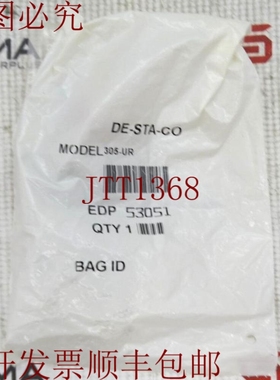 图必究
DE-STA-CO
MODEL 305-UR
JTT1368
EDP 53051
QTY 1
BAG ID
开发票顺丰包邮